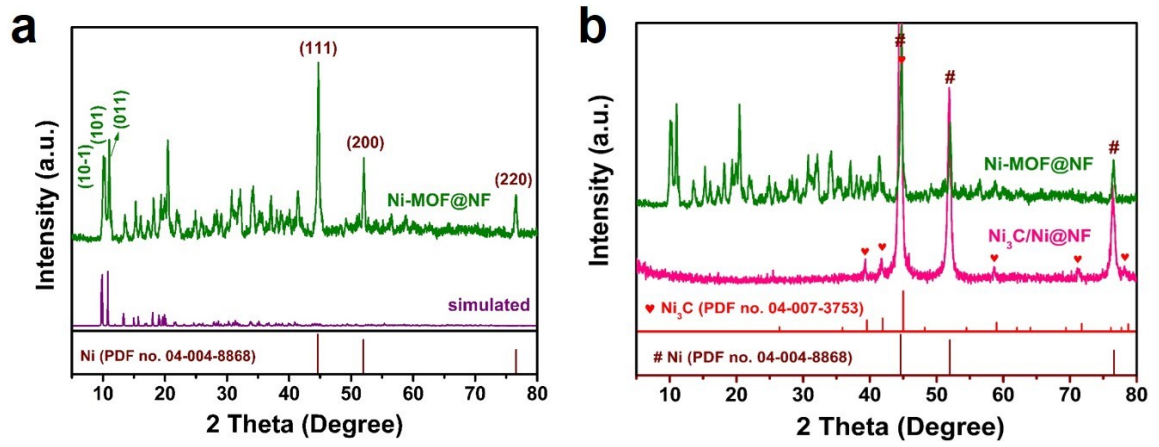 a
Intensity (a.u.)
(10-1)
(101)
(011)
(111)
(200)
(220)
Ni-MOF@NF
simulated
Ni (PDF no. 04-004-8868)
10 20 30 40 50 60 70 80
2 Theta (Degree)
b
Intensity (a.u.)
#
♥
#
#
Ni-MOF@NF
Ni₃C/Ni@NF
♥ ♥ ♥ ♥ ♥
♥ Ni₃C (PDF no. 04-007-3753)
# Ni (PDF no. 04-004-8868)
10 20 30 40 50 60 70 80
2 Theta (Degree)